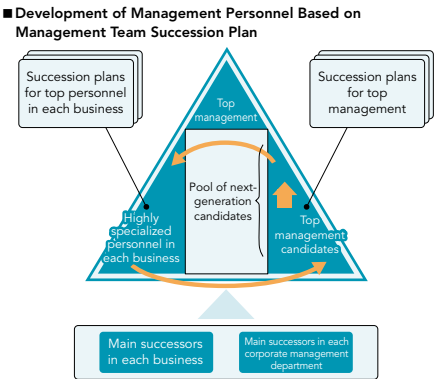 ■ Development of Management Personnel Based on
Management Team Succession Plan
Succession plans
for top personnel
in each business
Succession plans
for top
management
Top
management
Pool of next-
generation
candidates
Highly
specialized
personnel in
each business
Top
management
candidates
Main successors
in each business
Main successors in each
corporate management
department